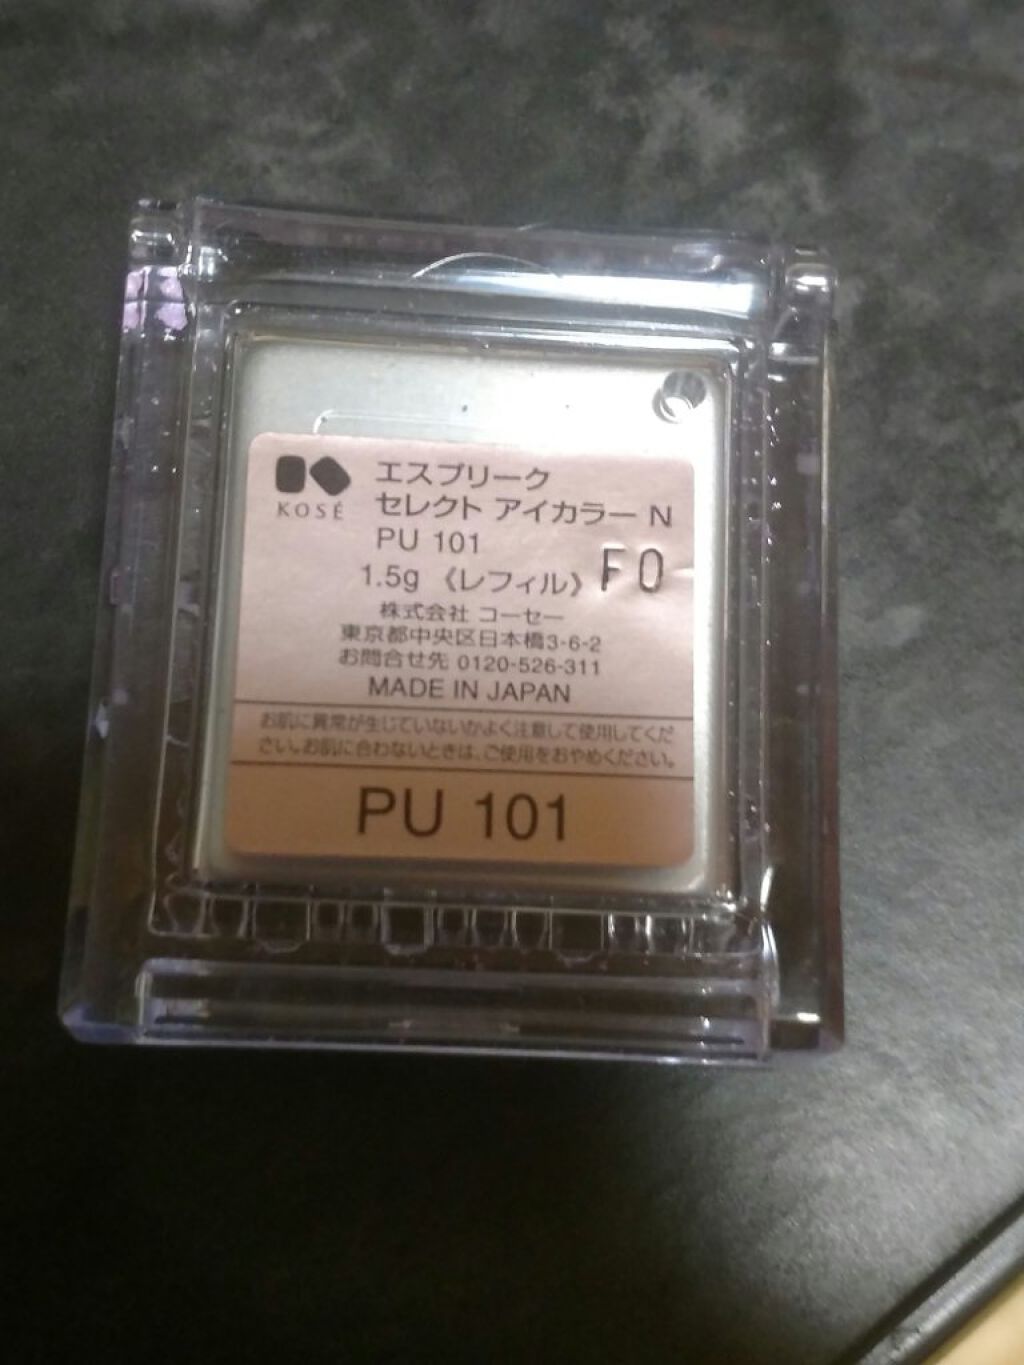 KOSÉ
エスプリーク
セレクト アイカラー N
PU 101
1.5g 《レフィル》
FO
株式会社 コーセー
東京都中央区日本橋3-6-2
お問合せ先 0120-526-311
MADE IN JAPAN
お肌に異常が生じていないかよく注意して使用してくだ
さい。お肌に合わないときは、ご使用をおやめください。
PU 101